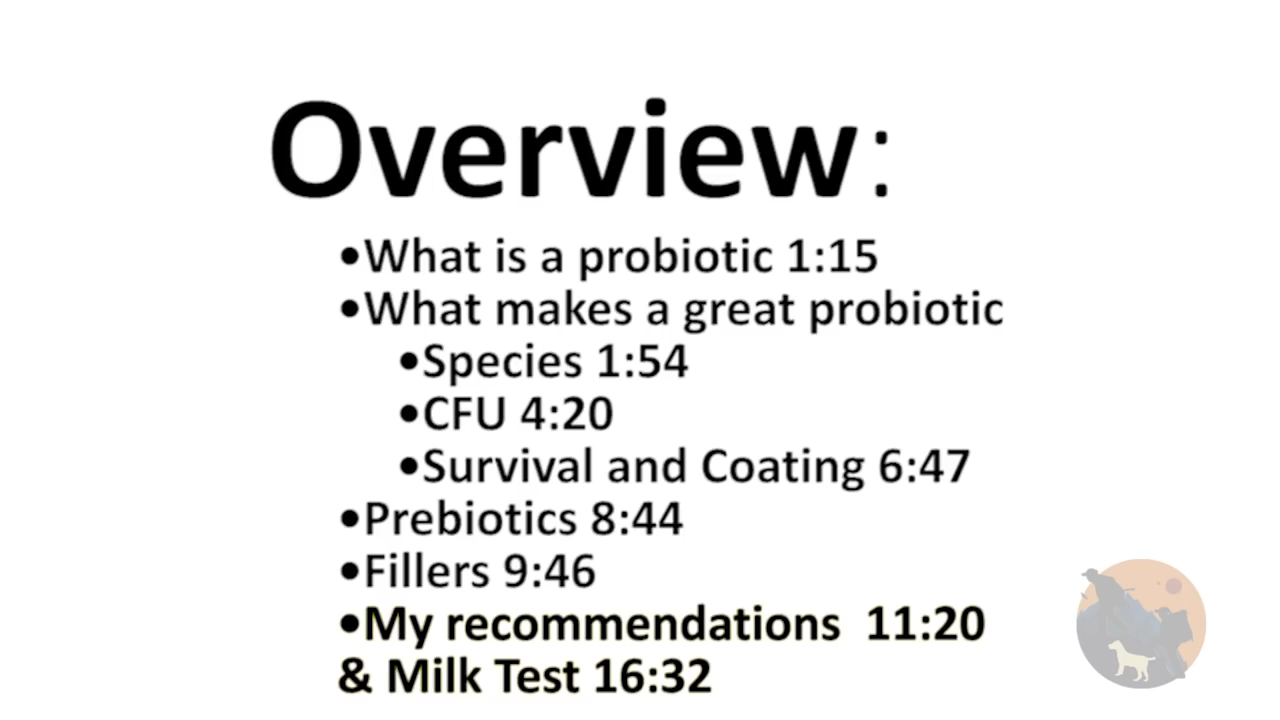 Overview:
•What is a probiotic 1:15
•What makes a great probiotic
•Species 1:54
•CFU 4:20
•Survival and Coating 6:47
•Prebiotics 8:44
•Fillers 9:46
•My recommendations  11:20
& Milk Test 16:32